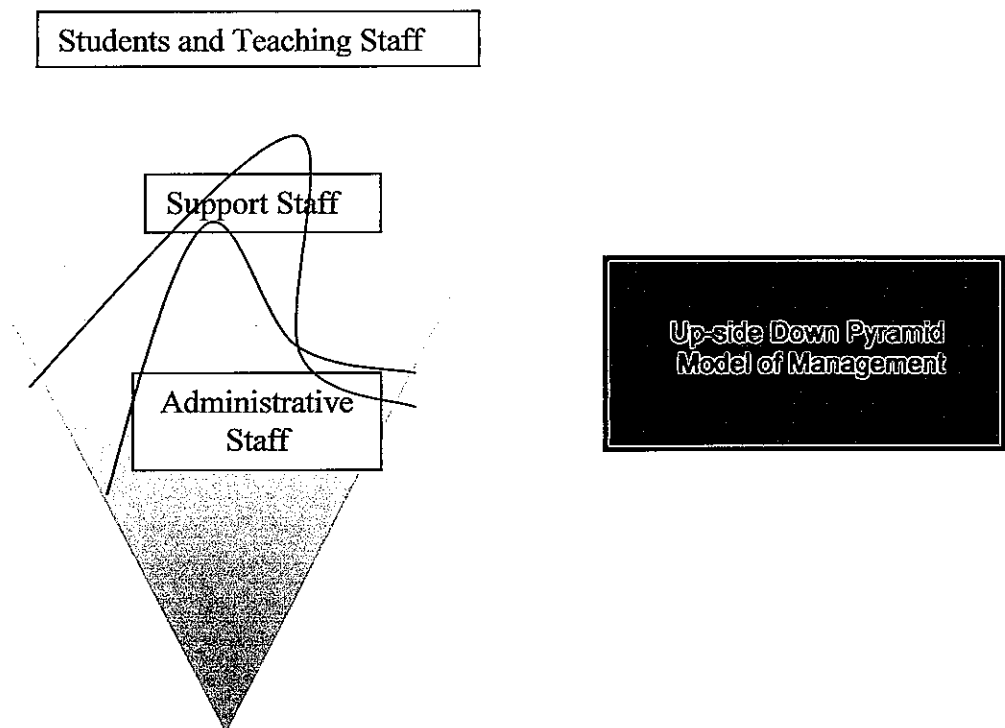 Students and Teaching Staff
Support Staff
Administrative
Staff
Up-side Down Pyramid
Model of Management